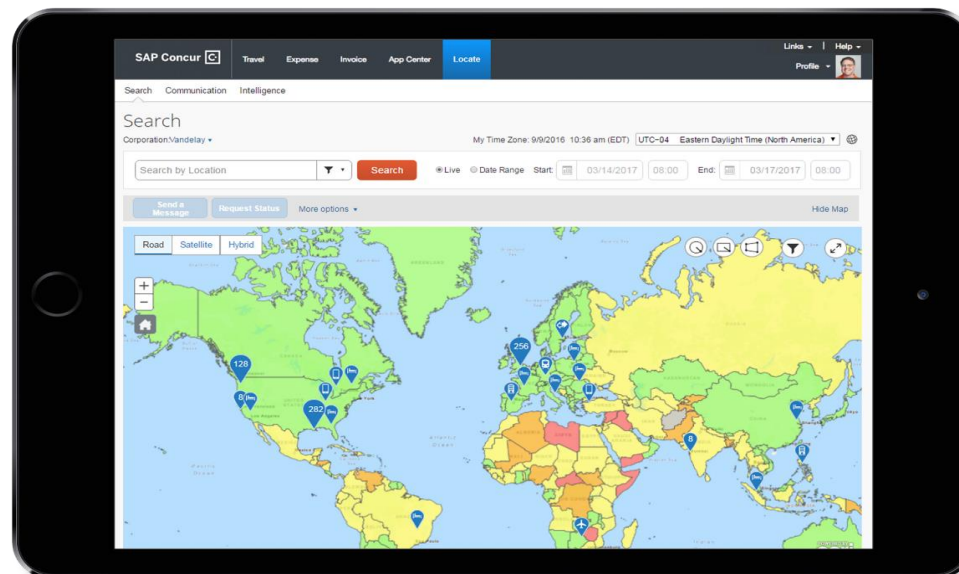 SAP Concur C Travel Expense Invoice App Center Locate
Links Help
Profile
Search Communication Intelligence
Search
Corporation:Vandelay
My Time Zone: 9/9/2016 10:36 am (EDT) UTC-04 Eastern Daylight Time (North America)
Search by Location Search Live Date Range Start: 03/14/2017 08:00 End: 03/17/2017 08:00
Send a Message Request Status More options Hide Map
Road Satellite Hybrid
+
−
256
128
8
282
8